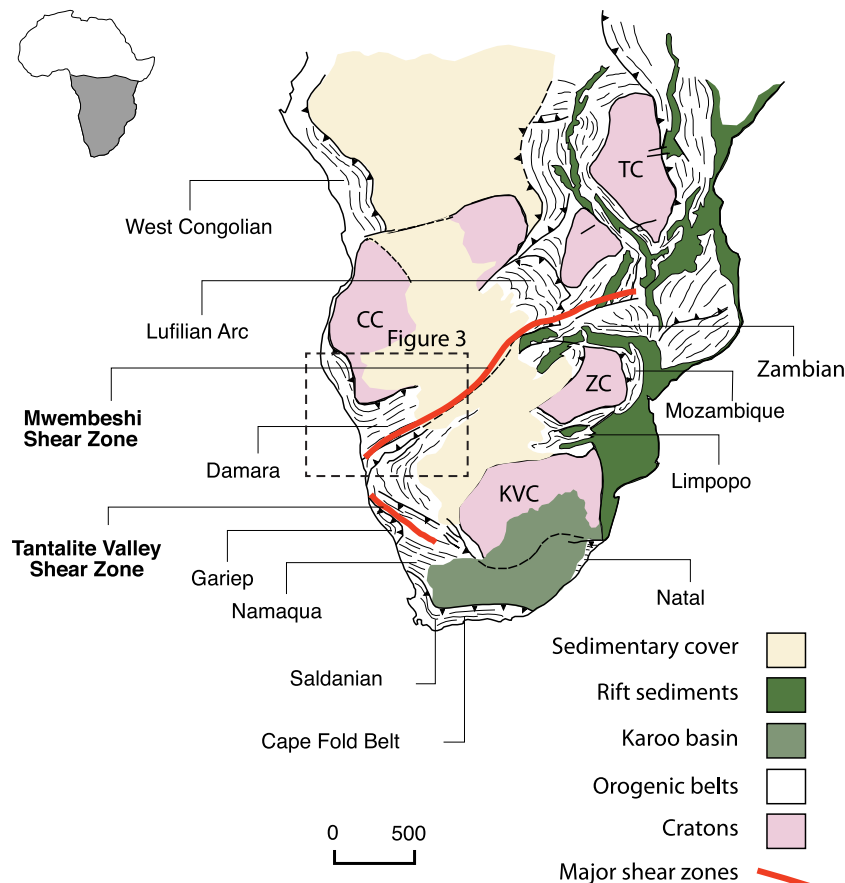 TC
West Congolian
Lufilian Arc
CC
Figure 3
Zambian
ZC
Mozambique
Mwembeshi
Shear Zone
Damara
Limpopo
KVC
Tantalite Valley
Shear Zone
Gariep
Namaqua
Natal
Saldanian
Cape Fold Belt
Sedimentary cover
Rift sediments
Karoo basin
Orogenic belts
Cratons
Major shear zones
0 500